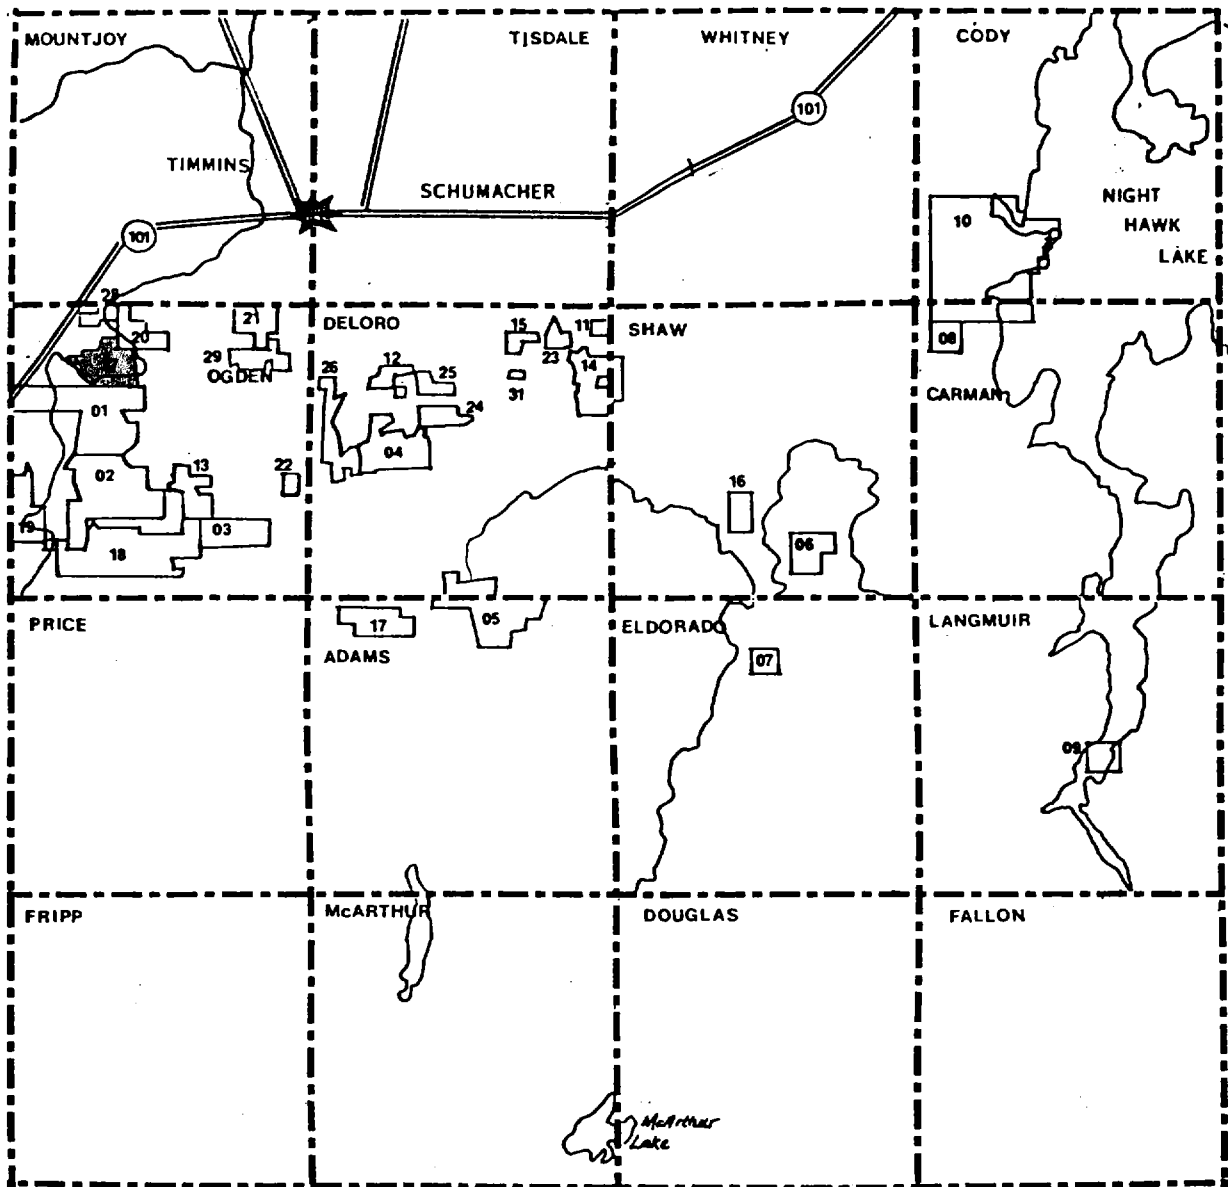 MOUNTJOY
TISDALE
WHITNEY
CODY
101
TIMMINS
SCHUMACHER
NIGHT
HAWK
LAKE
101
10
28
20
21
29
OGDEN
DELORO
15
23
11
SHAW
08
26
12
25
31
14
CARMAN
01
24
04
02
13
22
16
19
03
18
06
PRICE
17
05
ADAMS
ELDORADO
LANGMUIR
07
09
FRIPP
McARTHUR
DOUGLAS
FALLON
McArthur
Lake